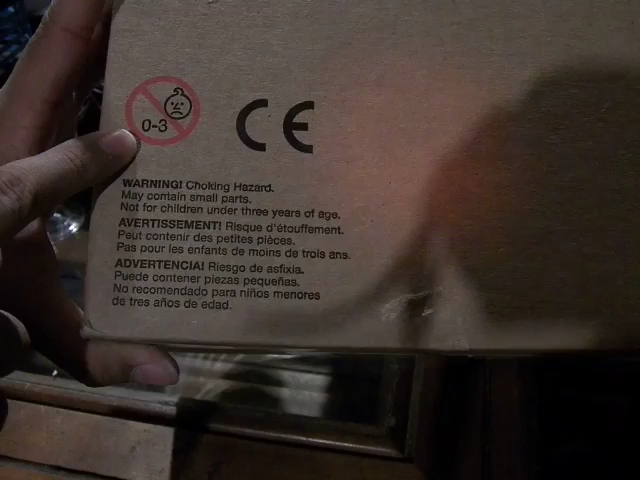 0-3
CE
WARNING! Choking Hazard.
May contain small parts.
Not for children under three years of age.
AVERTISSEMENT! Risque d'étouffement.
Peut contenir des petites pièces.
Pas pour les enfants de moins de trois ans.
ADVERTENCIA! Riesgo de asfixia.
Puede contener piezas pequeñas.
No recomendado para niños menores
de tres años de edad.